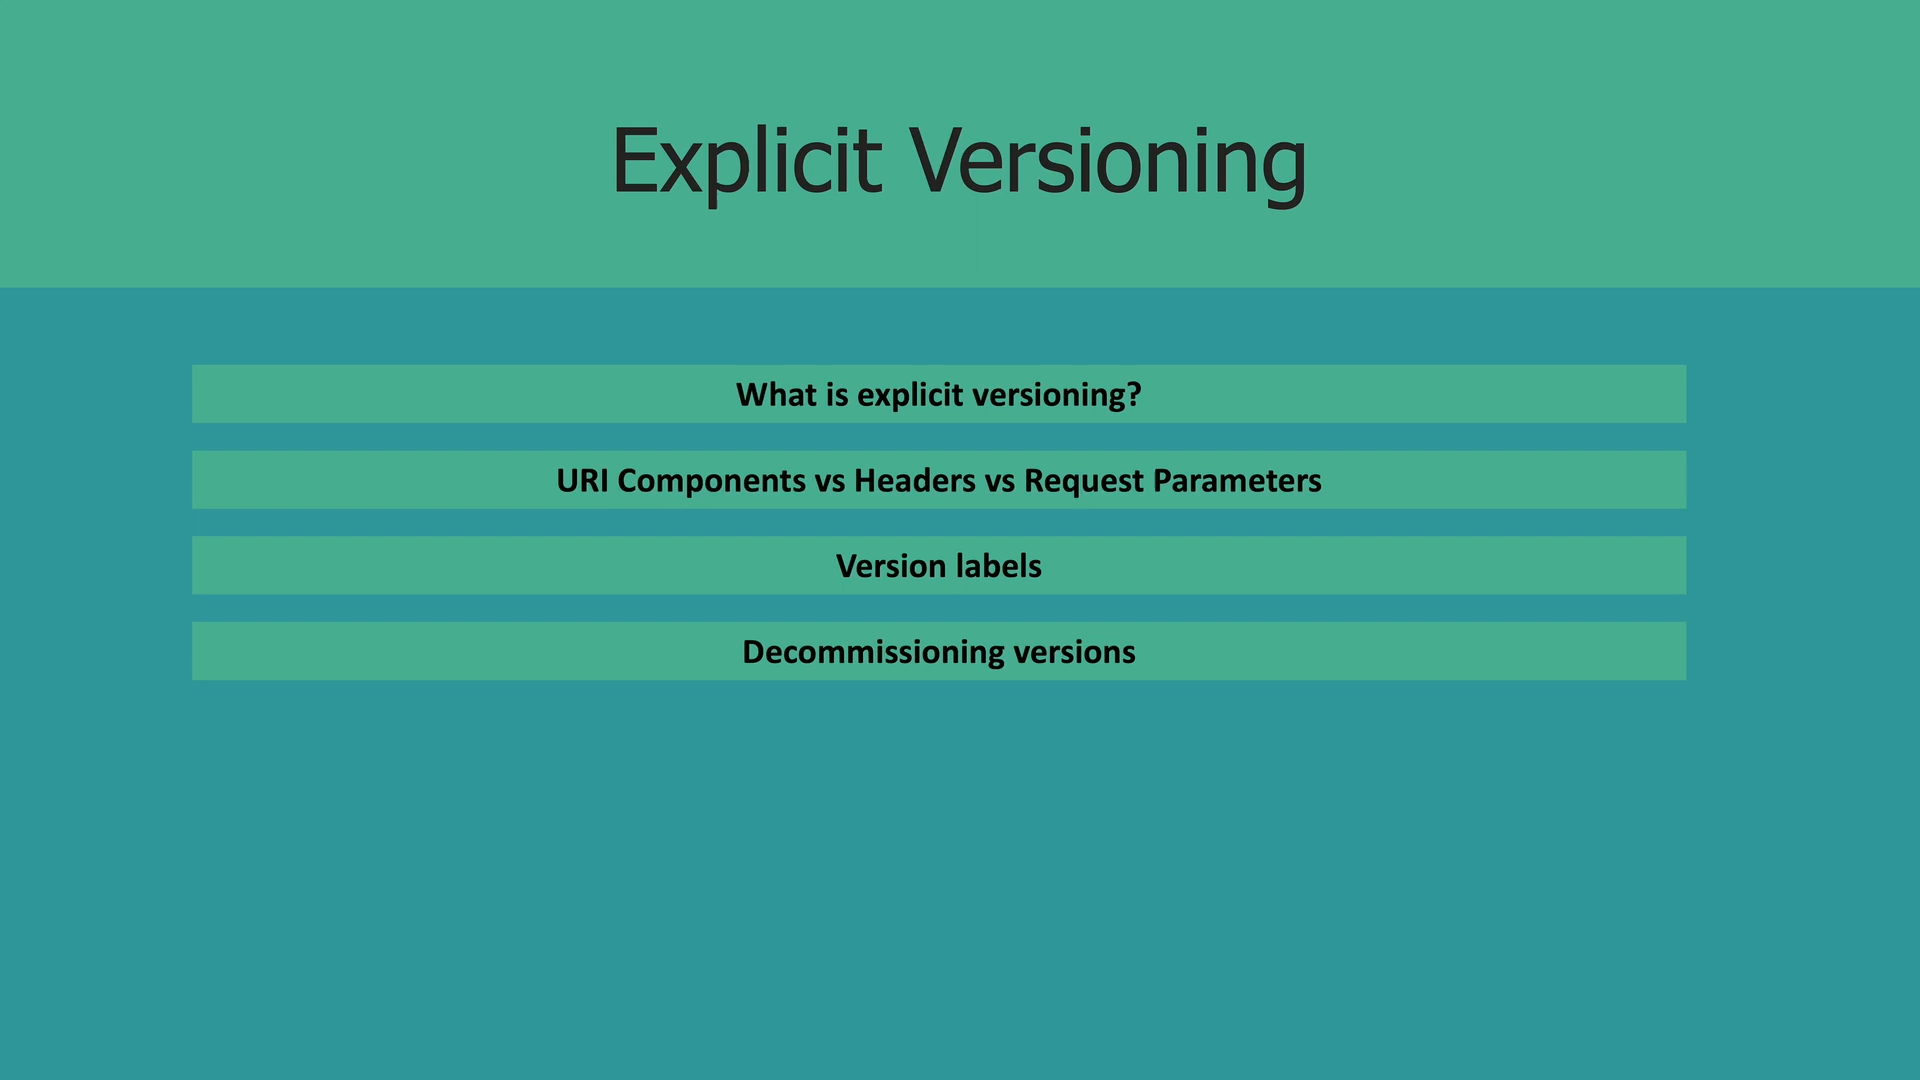 Explicit Versioning
What is explicit versioning?
URI Components vs Headers vs Request Parameters
Version labels
Decommissioning versions